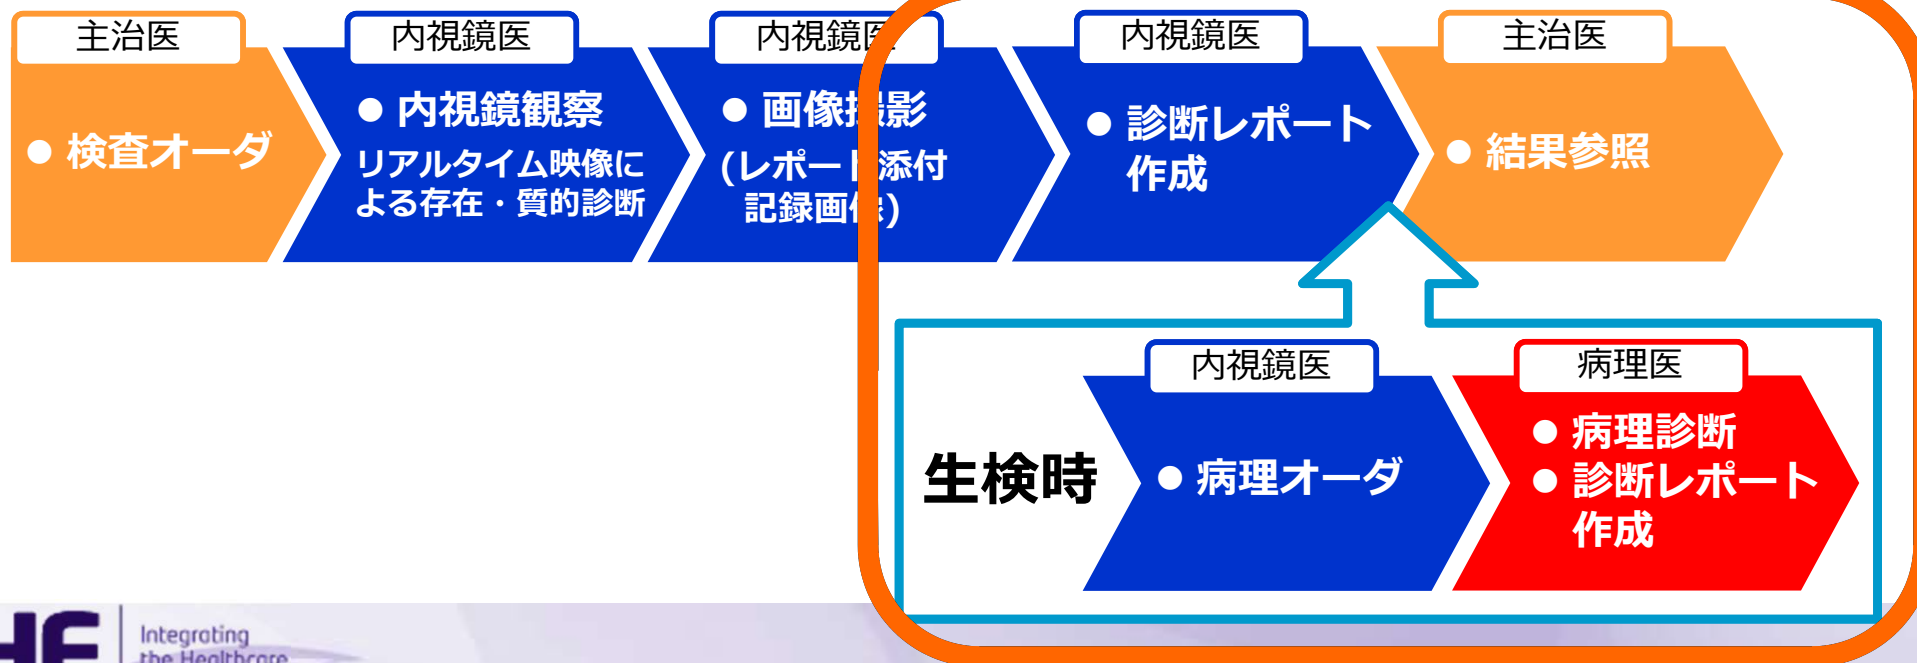 主治医
● 検査オーダ
内視鏡医
● 内視鏡観察
リアルタイム映像に
よる存在・質的診断
内視鏡医
● 画像撮影
(レポート添付
記録画像)
内視鏡医
● 診断レポート
作成
主治医
● 結果参照
生検時
内視鏡医
● 病理オーダ
病理医
● 病理診断
● 診断レポート
作成
Integrating
the Healthcare